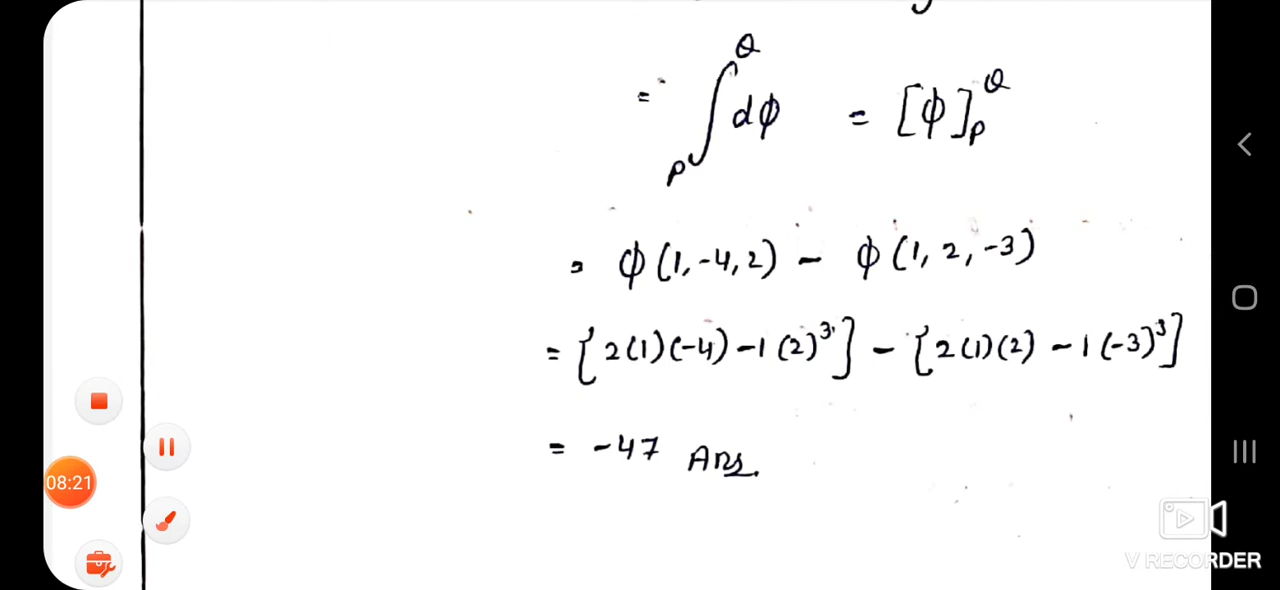 = ∫_P^Q dϕ = [ϕ]_P^Q
= ϕ(1,-4,2) - ϕ(1, 2, -3)
= [2(1)(-4)-1(2)³] - [2(1)(2) - 1(-3)³]
= -47 Ans.
08:21
V RECORDER